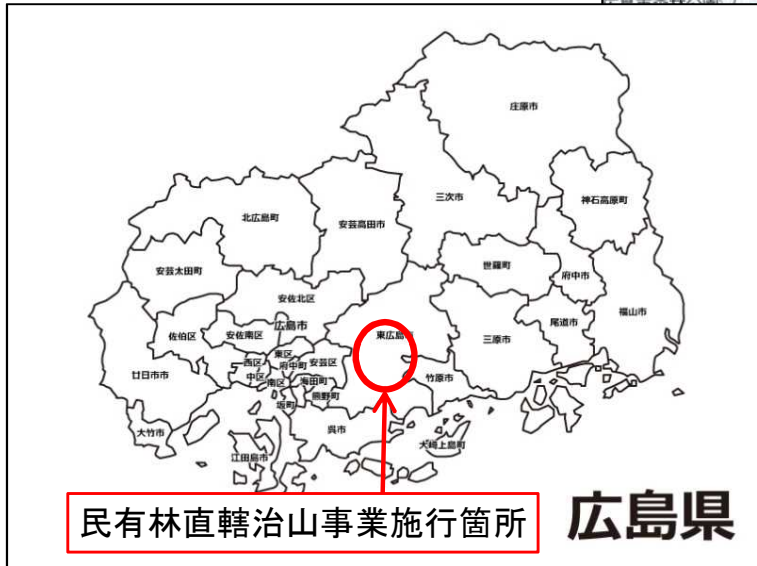 庄原市
三次市
神石高原町
北広島町
安芸高田市
世羅町
府中市
安芸太田町
安佐北区
福山市
尾道市
広島市
佐伯区
安佐南区
東広島市
三原市
東区
西区
府中町
安芸区
廿日市市
中区
南区
海田町
竹原市
熊野町
坂町
大竹市
呉市
大崎上島町
江田島市
民有林直轄治山事業施行箇所
広島県